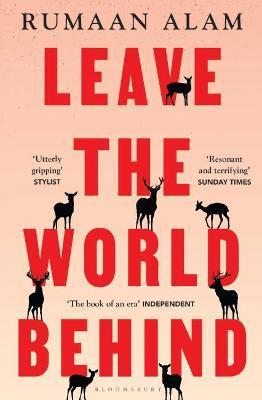 RUMAAN ALAM
LEAVE
THE
'Utterly
gripping'
STYLIST
'Resonant
and terrifying'
SUNDAY TIMES
WORLD
'The book of an era' INDEPENDENT
BEHIND
BLOOMSBURY